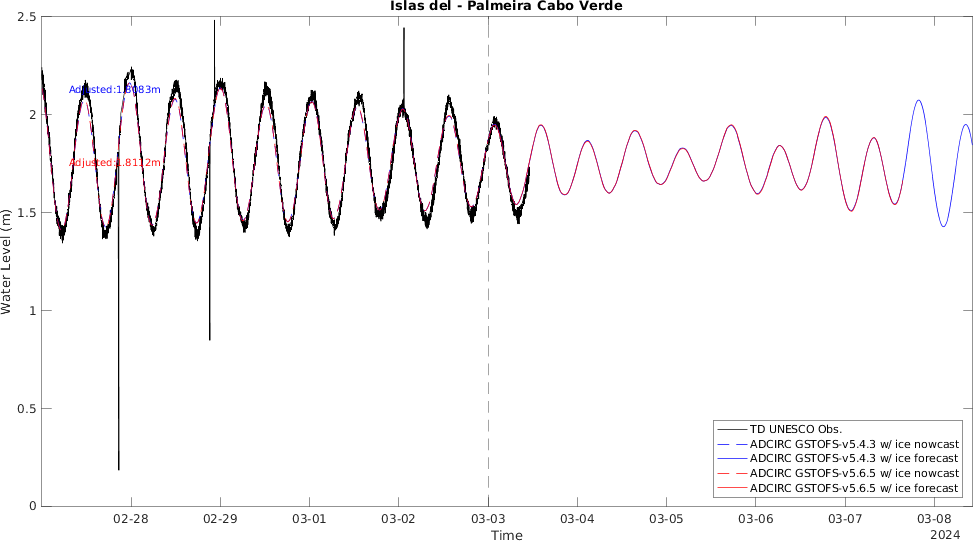 Islas del - Palmeira Cabo Verde
2.5
2
1.5
1
0.5
0
Water Level (m)
Adjusted:1.8083m
Adjusted:1.8112m
TD UNESCO Obs.
ADCIRC GSTOFS-v5.4.3 w/ ice nowcast
ADCIRC GSTOFS-v5.4.3 w/ ice forecast
ADCIRC GSTOFS-v5.6.5 w/ ice nowcast
ADCIRC GSTOFS-v5.6.5 w/ ice forecast
02-28 02-29 03-01 03-02 03-03 03-04 03-05 03-06 03-07 03-08
Time 2024